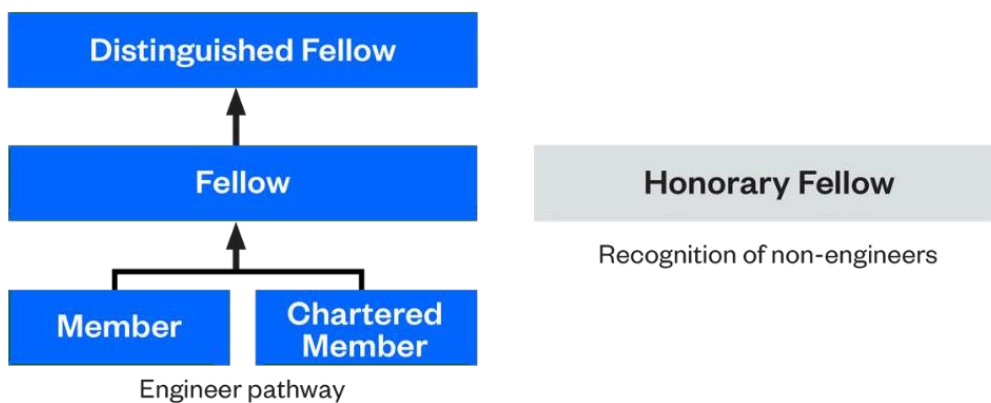 Distinguished Fellow
Fellow
Honorary Fellow
Recognition of non-engineers
Member
Chartered
Member
Engineer pathway